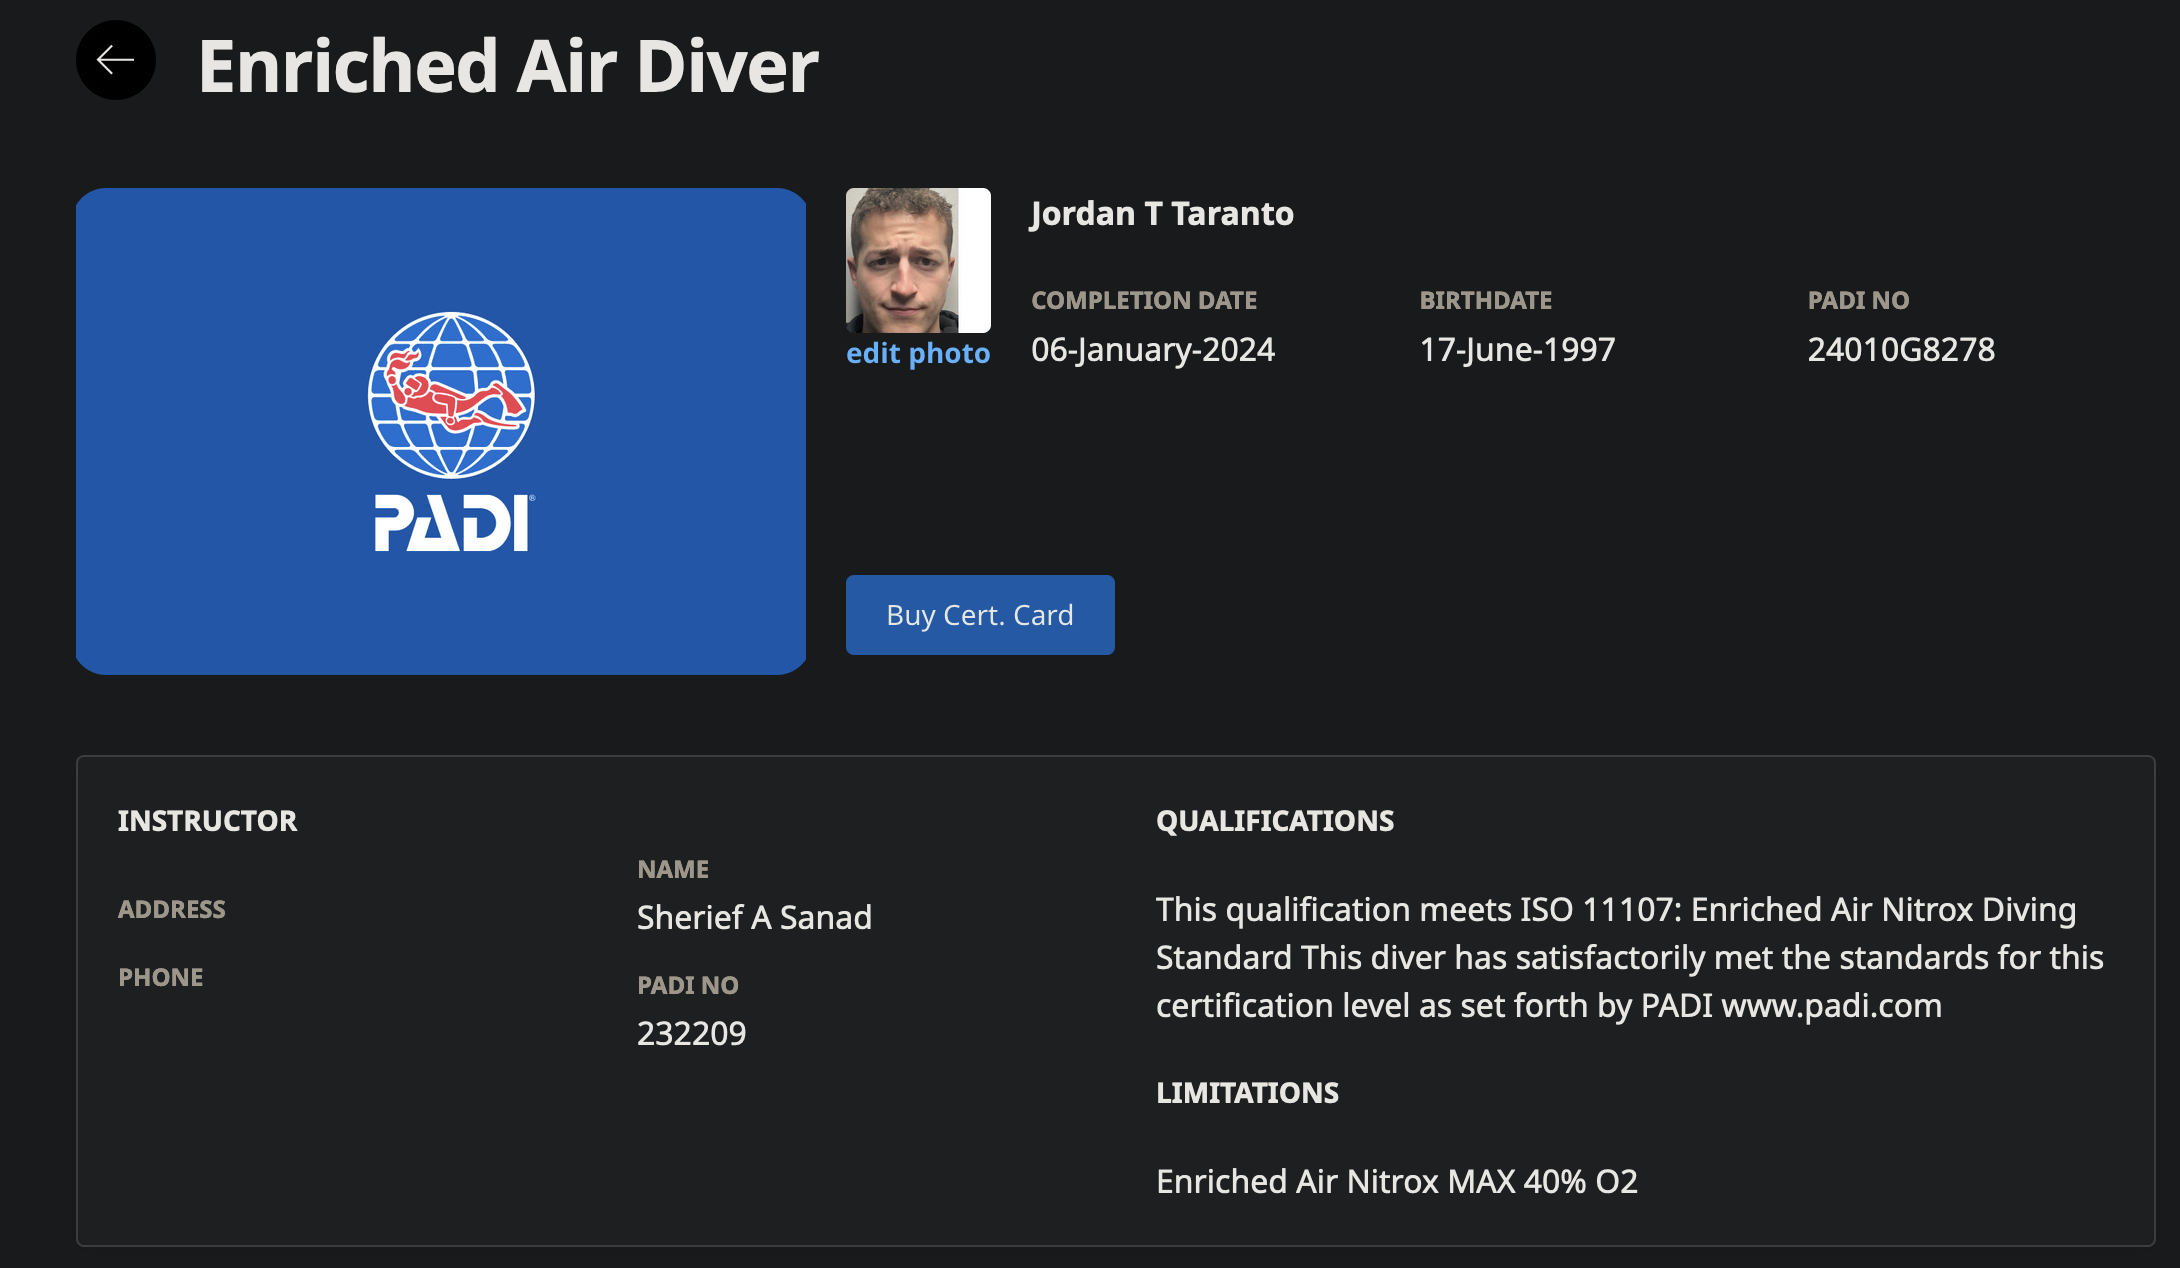 Enriched Air Diver
PADI®
edit photo
Jordan T Taranto
COMPLETION DATE
06-January-2024
BIRTHDATE
17-June-1997
PADI NO
24010G8278
Buy Cert. Card
INSTRUCTOR
ADDRESS
PHONE
NAME
Sherief A Sanad
PADI NO
232209
QUALIFICATIONS
This qualification meets ISO 11107: Enriched Air Nitrox Diving
Standard This diver has satisfactorily met the standards for this
certification level as set forth by PADI www.padi.com
LIMITATIONS
Enriched Air Nitrox MAX 40% O2